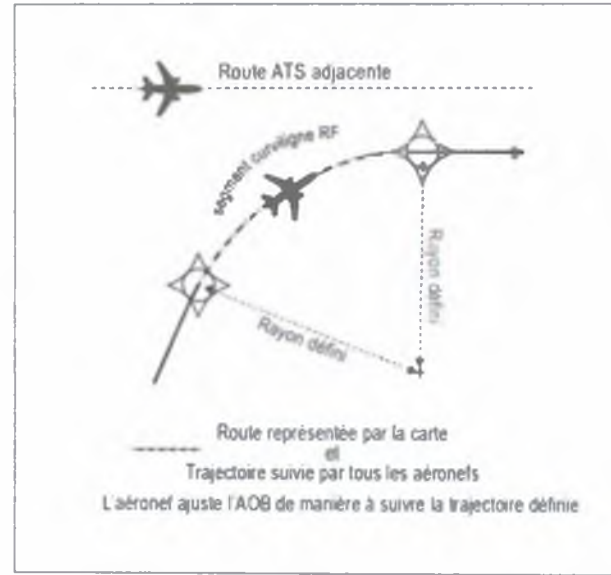 Route ATS adjacente
segment curviligne RF
Rayon défini
Rayon défini
Route représentée par la carte
et
Trajectoire suivie par tous les aéronefs
L'aéronef ajuste l'AOB de manière à suivre la trajectoire définie